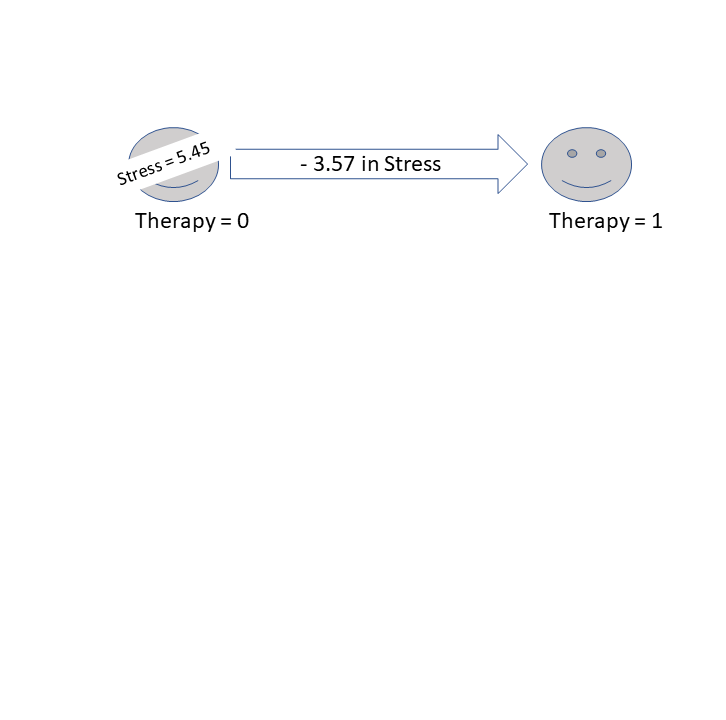 Stress = 5.45
- 3.57 in Stress
Therapy = 0
Therapy = 1